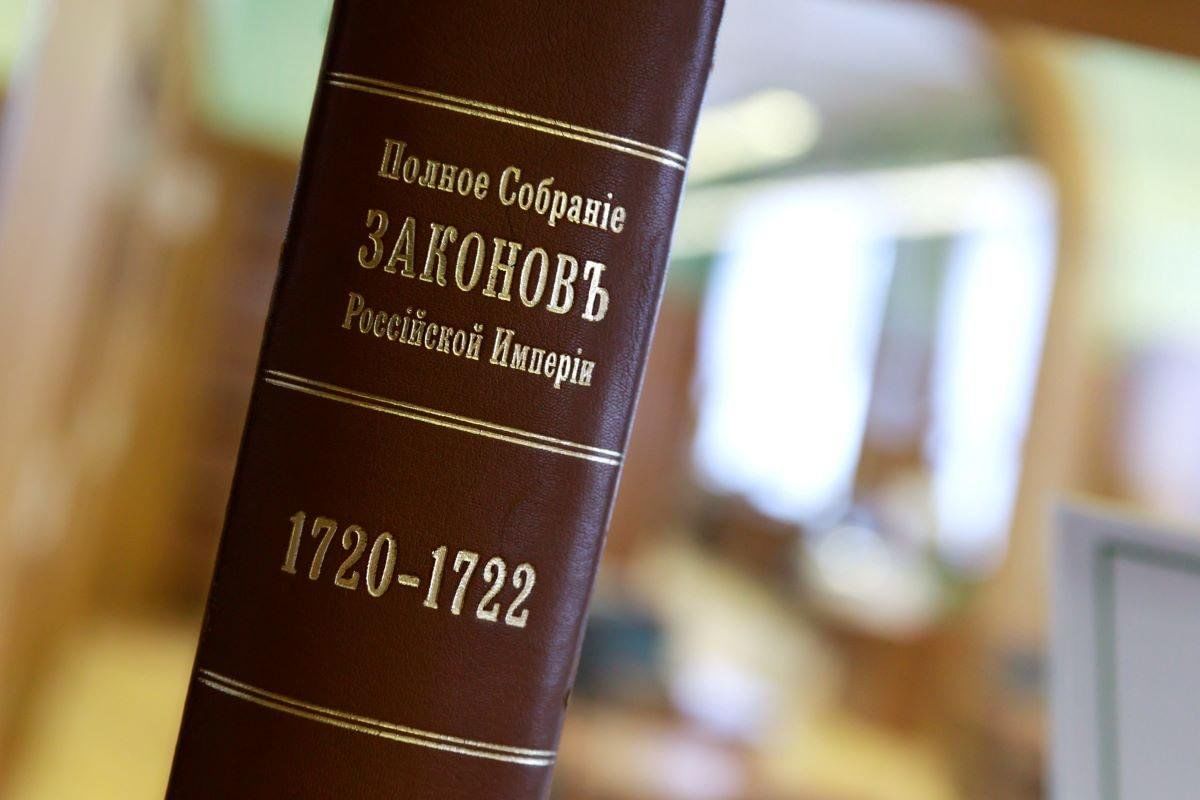 Полное Собраніе
ЗАКОНОВЪ
Россійской Имперіи
1720-1722